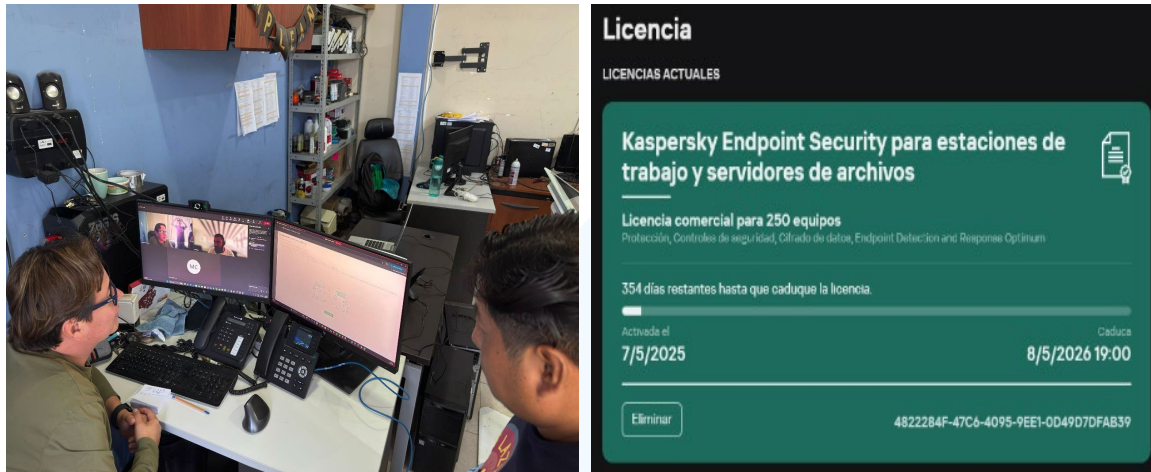 MC
Licencia
LICENCIAS ACTUALES
Kaspersky Endpoint Security para estaciones de
trabajo y servidores de archivos
Licencia comercial para 250 equipos
Protección, Controles de seguridad, Cifrado de datos, Endpoint Detection and Response Optimum
354 días restantes hasta que caduque la licencia.
Activada el
Caduca
7/5/2025
8/5/2026 19:00
Eliminar
4822284F-47C6-4095-9EE1-0D49D7DFAB39